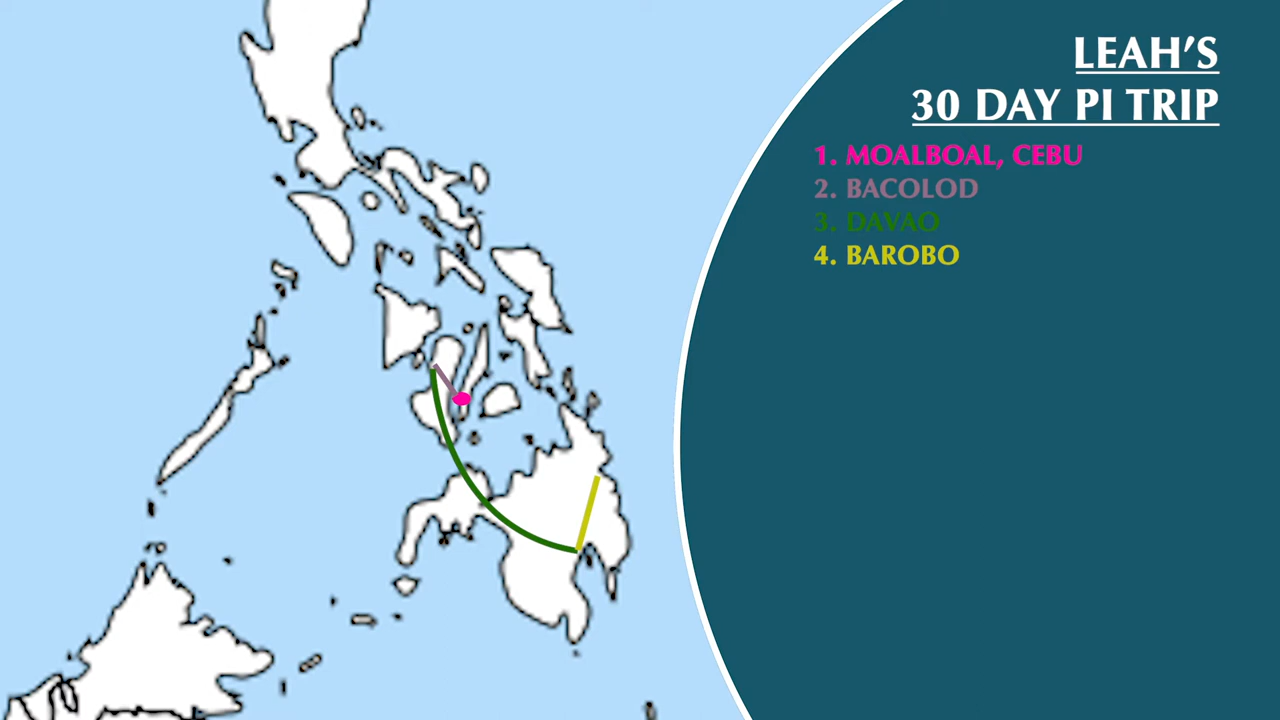 LEAH'S
30 DAY PI TRIP
1. MOALBOAL, CEBU
2. BACOLOD
3. DAVAO
4. BAROBO